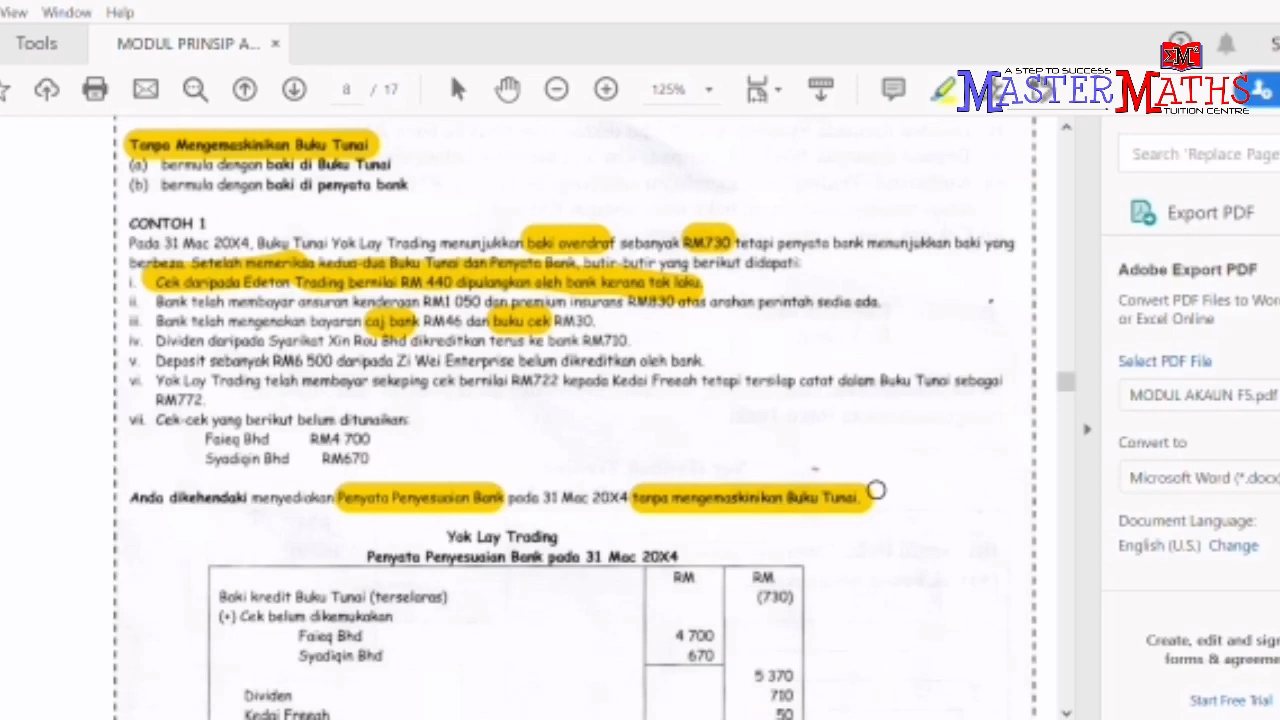 View Window Help
Tools MODUL PRINSIP A... ×
8 / 17 125%
A STEP TO SUCCESS
MASTER MATHS
TUITION CENTRE
Tanpa Mengemaskinikan Buku Tunai
(a) bermula dengan baki di Buku Tunai
(b) bermula dengan baki di penyata bank
CONTOH 1
Pada 31 Mac 20X4, Buku Tunai Yok Lay Trading menunjukkan baki overdraf sebanyak RM730 tetapi penyata bank menunjukkan baki yang
berbeza. Setelah memeriksa kedua-dua Buku Tunai dan Penyata Bank, butir-butir yang berikut didapati:
i. Cek daripada Edetan Trading bernilai RM 440 dipulangkan oleh bank kerana tak laku.
ii. Bank telah membayar ansuran kenderaan RM1 050 dan premium insurans RM830 atas arahan perintah sedia ada.
iii. Bank telah mengenakan bayaran caj bank RM46 dan buku cek RM30.
iv. Dividen daripada Syarikat Xin Rou Bhd dikreditkan terus ke bank RM710.
v. Deposit sebanyak RM6 500 daripada Zi Wei Enterprise belum dikreditkan oleh bank.
vi. Yok Lay Trading telah membayar sekeping cek bernilai RM722 kepada Kedai Freeah tetapi tersilap catat dalam Buku Tunai sebagai
RM772.
vii. Cek-cek yang berikut belum ditunaikan:
Faieq Bhd RM4 700
Syadiqin Bhd RM670
Anda dikehendaki menyediakan Penyata Penyesuaian Bank pada 31 Mac 20X4 tanpa mengemaskinikan Buku Tunai.
Yok Lay Trading
Penyata Penyesuaian Bank pada 31 Mac 20X4
RM RM
Baki kredit Buku Tunai (terselaras) (730)
(+) Cek belum dikemukakan
Faieq Bhd 4 700
Syadiqin Bhd 670
5 370
Dividen 710
Kedai Freeah 50
Search 'Replace Page
Export PDF
Adobe Export PDF
Convert PDF Files to Word
or Excel Online
Select PDF File
MODUL AKAUN F5.pdf
Convert to
Microsoft Word (*.docx)
Document Language:
English (U.S.) Change
Create, edit and sign
forms & agreeme
Start Free Trial